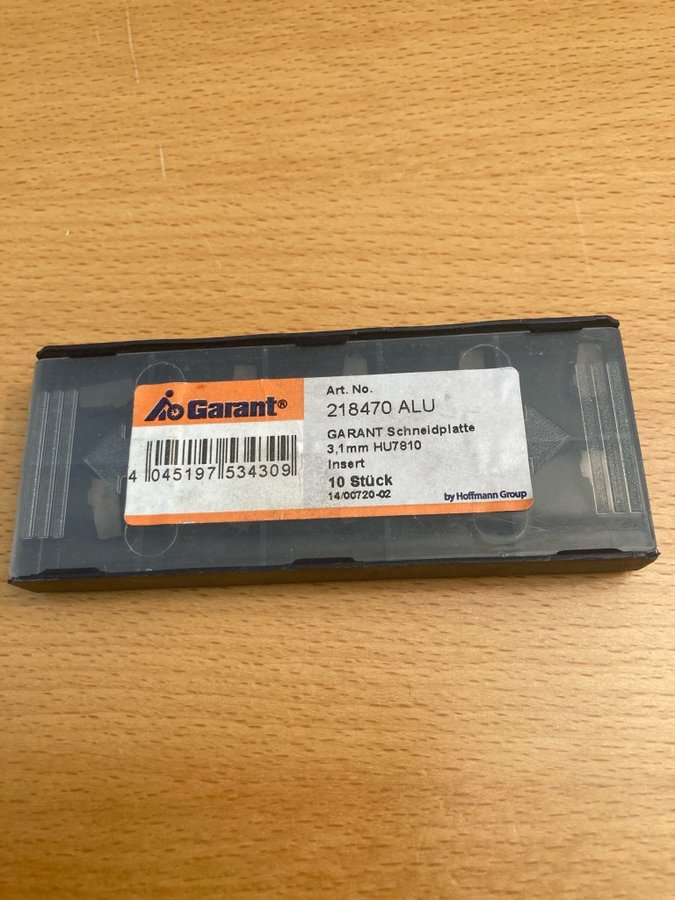 Garant®
4 045197 534309
Art. No.
218470 ALU
GARANT Schneidplatte
3,1mm HU7810
Insert
10 Stück
14/00720-02
by Hoffmann Group